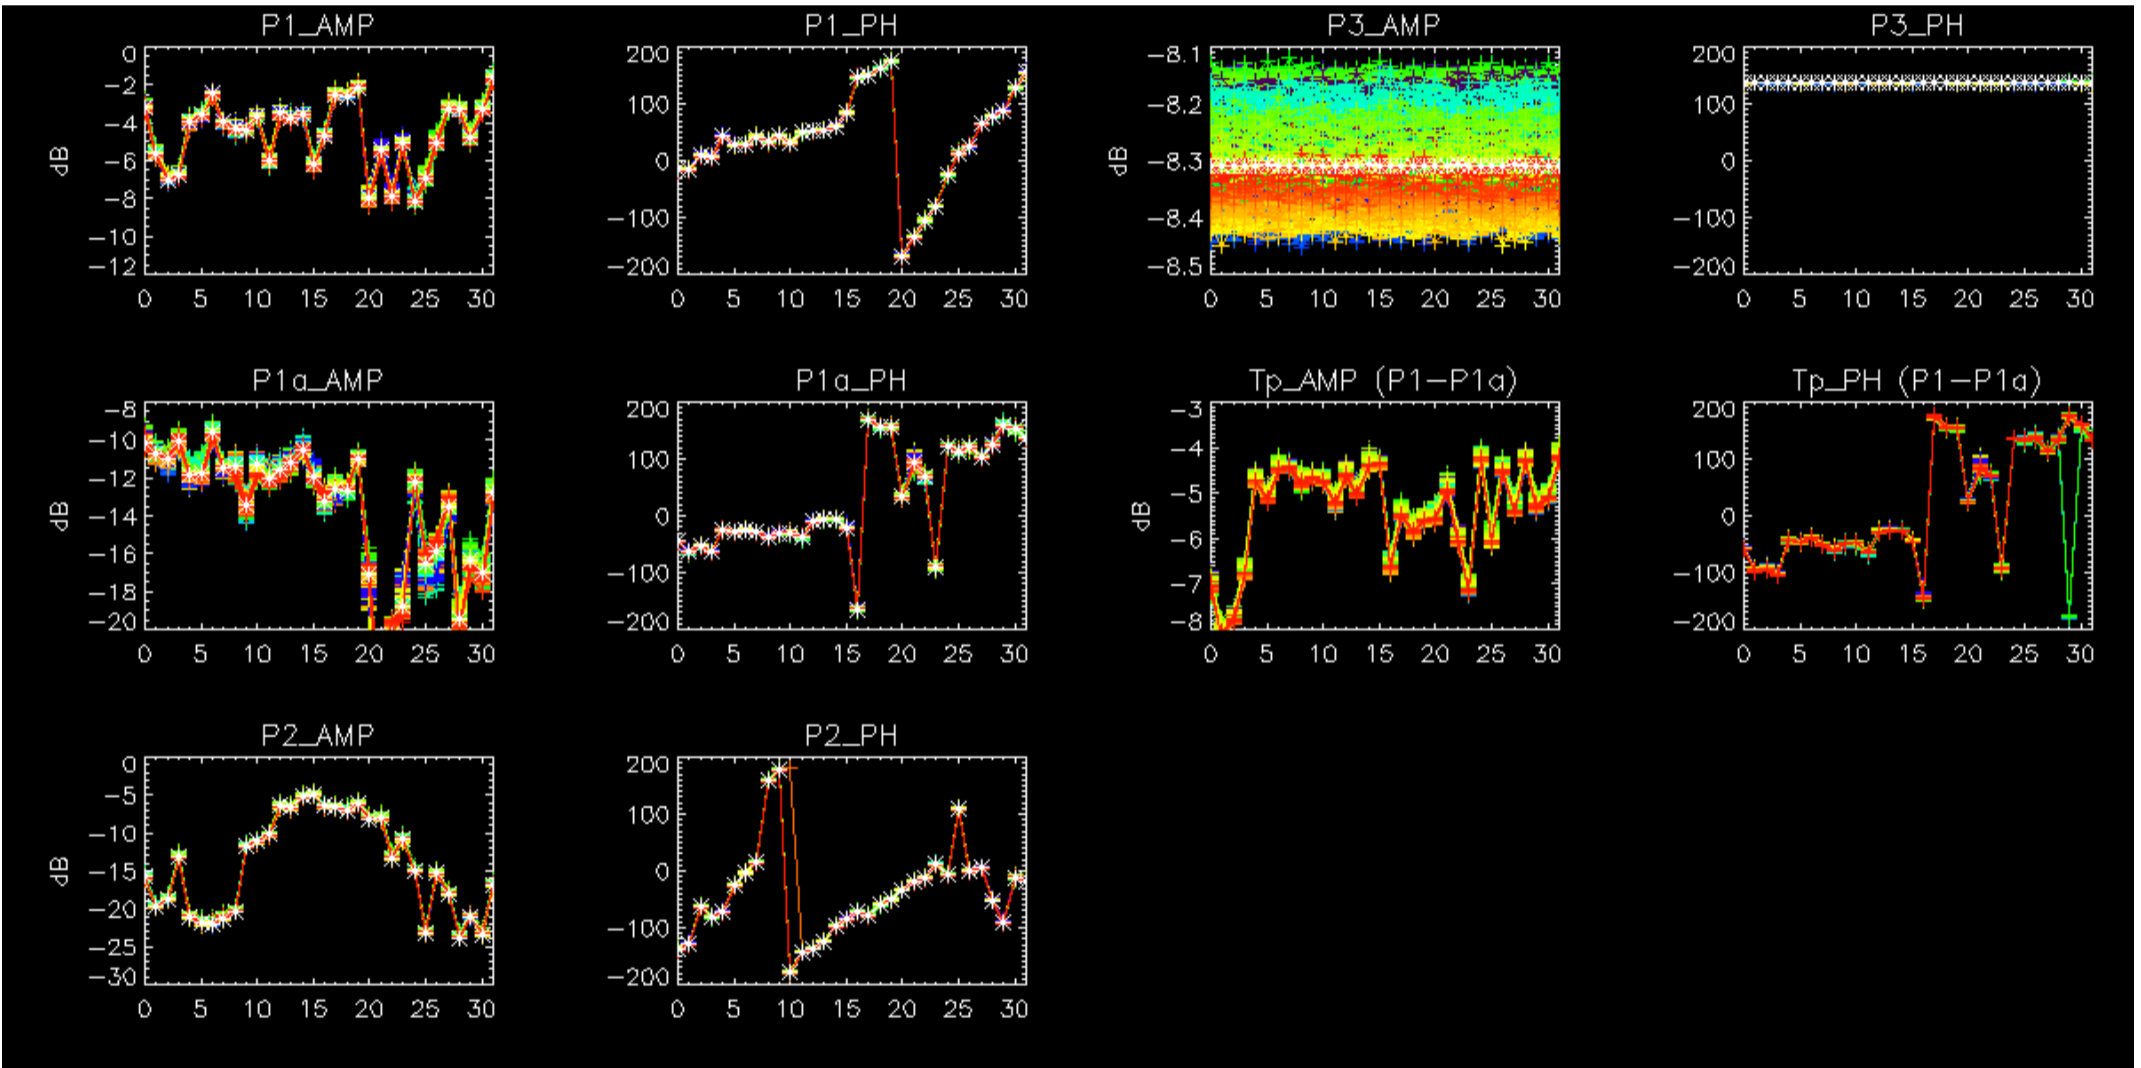 P1_AMP
0
−2
−4
−6
−8
−10
−12
dB
0 5 10 15 20 25 30
P1_PH
200
100
0
−100
−200
0 5 10 15 20 25 30
P3_AMP
−8.1
−8.2
−8.3
−8.4
−8.5
dB
0 5 10 15 20 25 30
P3_PH
200
100
0
−100
−200
0 5 10 15 20 25 30
P1a_AMP
−8
−10
−12
−14
−16
−18
−20
dB
0 5 10 15 20 25 30
P1a_PH
200
100
0
−100
−200
0 5 10 15 20 25 30
Tp_AMP (P1−P1a)
−3
−4
−5
−6
−7
−8
dB
0 5 10 15 20 25 30
Tp_PH (P1−P1a)
200
100
0
−100
−200
0 5 10 15 20 25 30
P2_AMP
0
−5
−10
−15
−20
−25
−30
dB
0 5 10 15 20 25 30
P2_PH
200
100
0
−100
−200
0 5 10 15 20 25 30